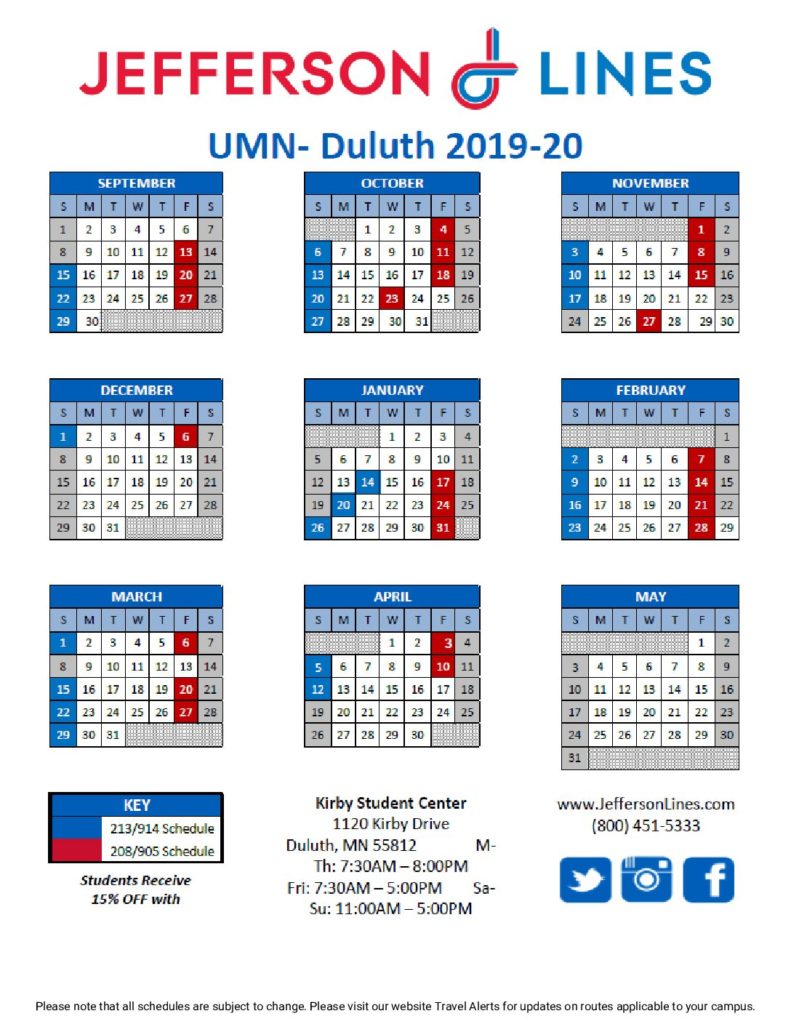 JEFFERSON LINES
UMN- Duluth 2019-20
SEPTEMBER
S M T W T F S
1 2 3 4 5 6 7
8 9 10 11 12 13 14
15 16 17 18 19 20 21
22 23 24 25 26 27 28
29 30
OCTOBER
S M T W T F S
1 2 3 4 5
6 7 8 9 10 11 12
13 14 15 16 17 18 19
20 21 22 23 24 25 26
27 28 29 30 31
NOVEMBER
S M T W T F S
1 2
3 4 5 6 7 8 9
10 11 12 13 14 15 16
17 18 19 20 21 22 23
24 25 26 27 28 29 30
DECEMBER
S M T W T F S
1 2 3 4 5 6 7
8 9 10 11 12 13 14
15 16 17 18 19 20 21
22 23 24 25 26 27 28
29 30 31
JANUARY
S M T W T F S
1 2 3 4
5 6 7 8 9 10 11
12 13 14 15 16 17 18
19 20 21 22 23 24 25
26 27 28 29 30 31
FEBRUARY
S M T W T F S
1
2 3 4 5 6 7 8
9 10 11 12 13 14 15
16 17 18 19 20 21 22
23 24 25 26 27 28 29
MARCH
S M T W T F S
1 2 3 4 5 6 7
8 9 10 11 12 13 14
15 16 17 18 19 20 21
22 23 24 25 26 27 28
29 30 31
APRIL
S M T W T F S
1 2 3 4
5 6 7 8 9 10 11
12 13 14 15 16 17 18
19 20 21 22 23 24 25
26 27 28 29 30
MAY
S M T W T F S
1 2
3 4 5 6 7 8 9
10 11 12 13 14 15 16
17 18 19 20 21 22 23
24 25 26 27 28 29 30
31
KEY
213/914 Schedule
208/905 Schedule
Students Receive
15% OFF with
Kirby Student Center
1120 Kirby Drive
Duluth, MN 55812 M-
Th: 7:30AM – 8:00PM
Fri: 7:30AM – 5:00PM Sa-
Su: 11:00AM – 5:00PM
www.JeffersonLines.com
(800) 451-5333
Please note that all schedules are subject to change. Please visit our website Travel Alerts for updates on routes applicable to your campus.